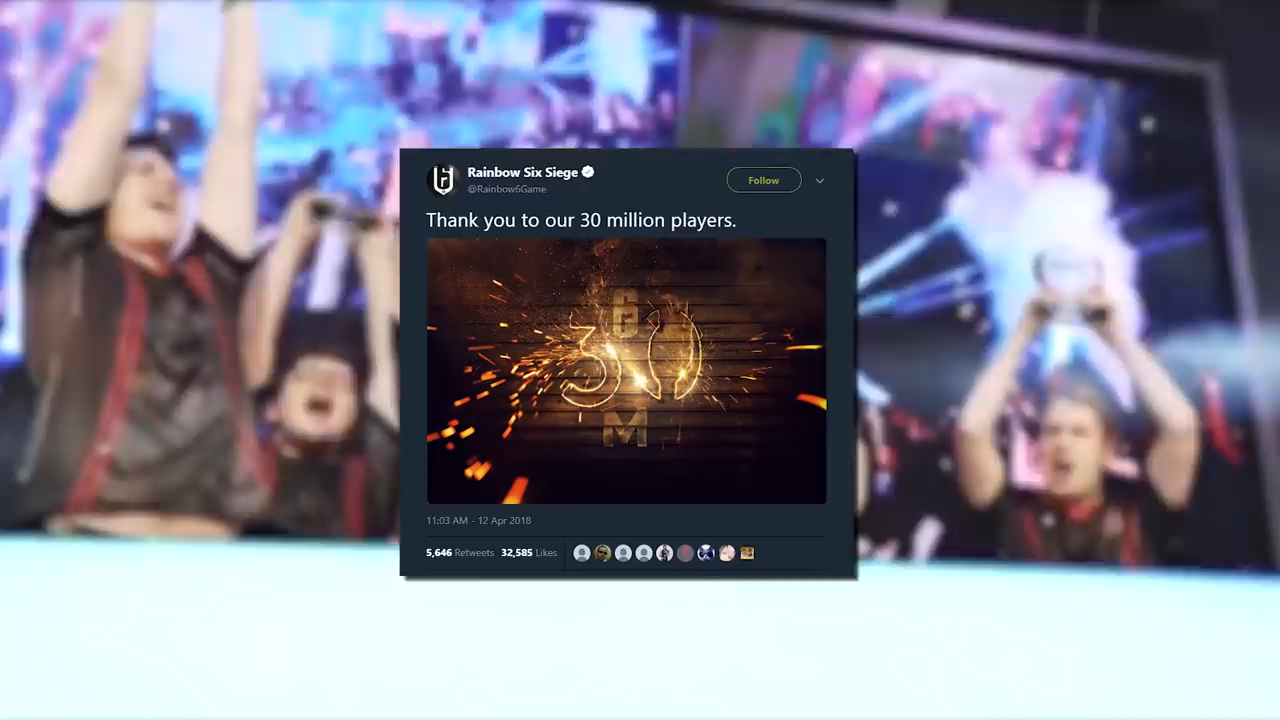 Rainbow Six Siege
@Rainbow6Game
Follow
Thank you to our 30 million players.
6
30
M
11:03 AM - 12 Apr 2018
5,646 Retweets 32,585 Likes